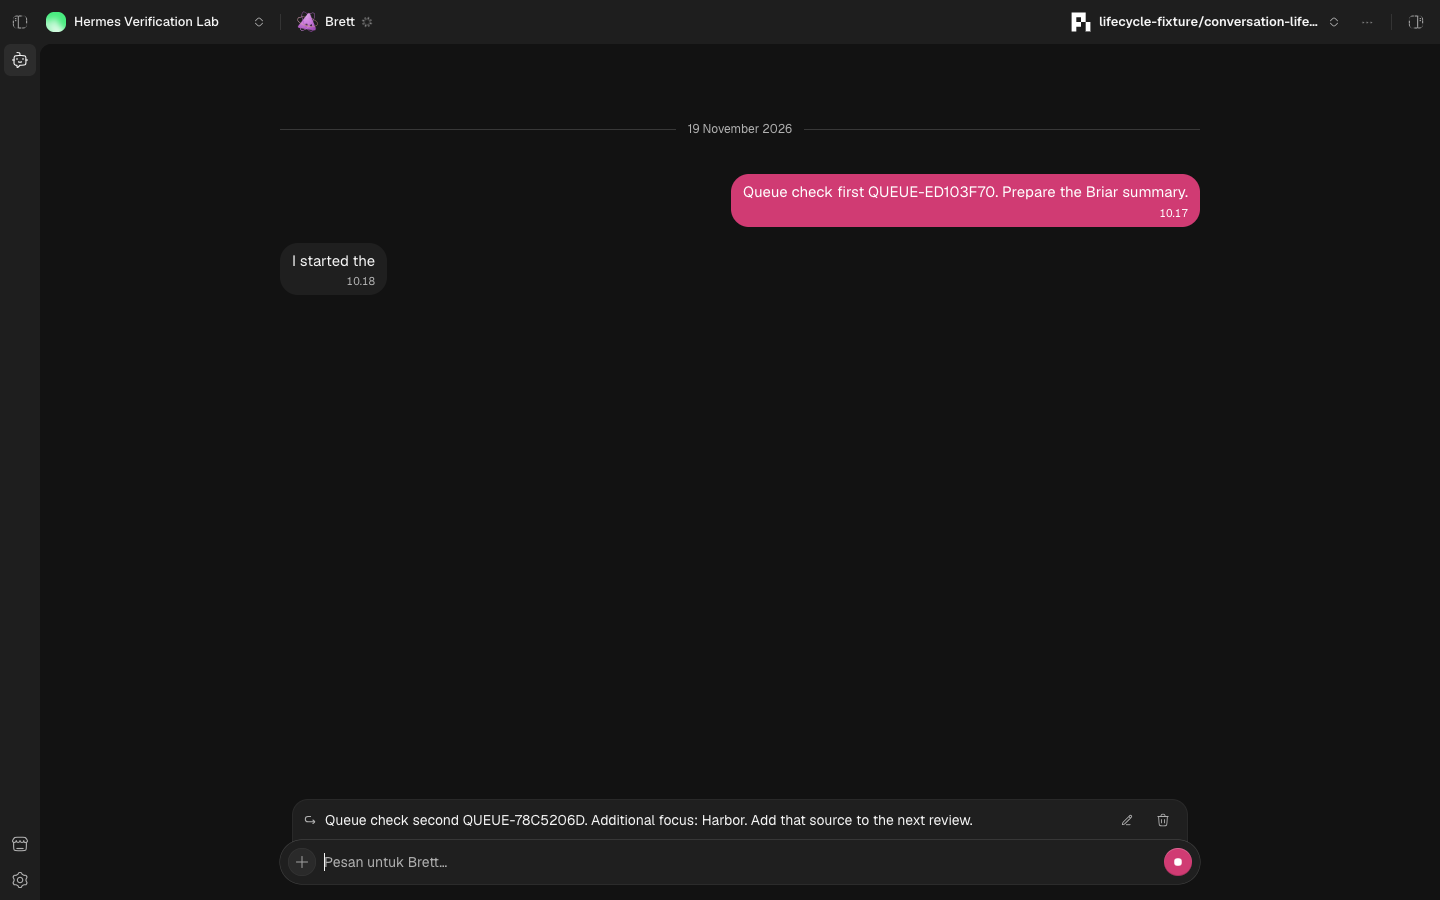 Hermes Verification Lab
Brett
lifecycle-fixture/conversation-life...
19 November 2026
Queue check first QUEUE-ED103F70. Prepare the Briar summary.
10.17
I started the
10.18
Queue check second QUEUE-78C5206D. Additional focus: Harbor. Add that source to the next review.
Pesan untuk Brett...